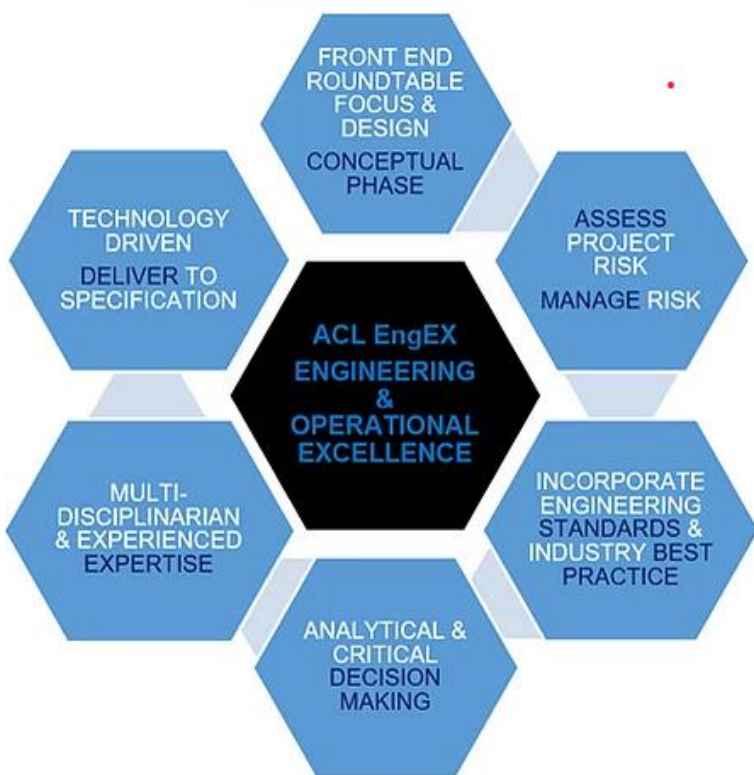 FRONT END
ROUNDTABLE
FOCUS &
DESIGN
CONCEPTUAL
PHASE
ASSESS
PROJECT
RISK
MANAGE RISK
INCORPORATE
ENGINEERING
STANDARDS &
INDUSTRY BEST
PRACTICE
ANALYTICAL &
CRITICAL
DECISION
MAKING
MULTI-
DISCIPLINARIAN
& EXPERIENCED
EXPERTISE
TECHNOLOGY
DRIVEN
DELIVER TO
SPECIFICATION
ACL EngEX
ENGINEERING
&
OPERATIONAL
EXCELLENCE